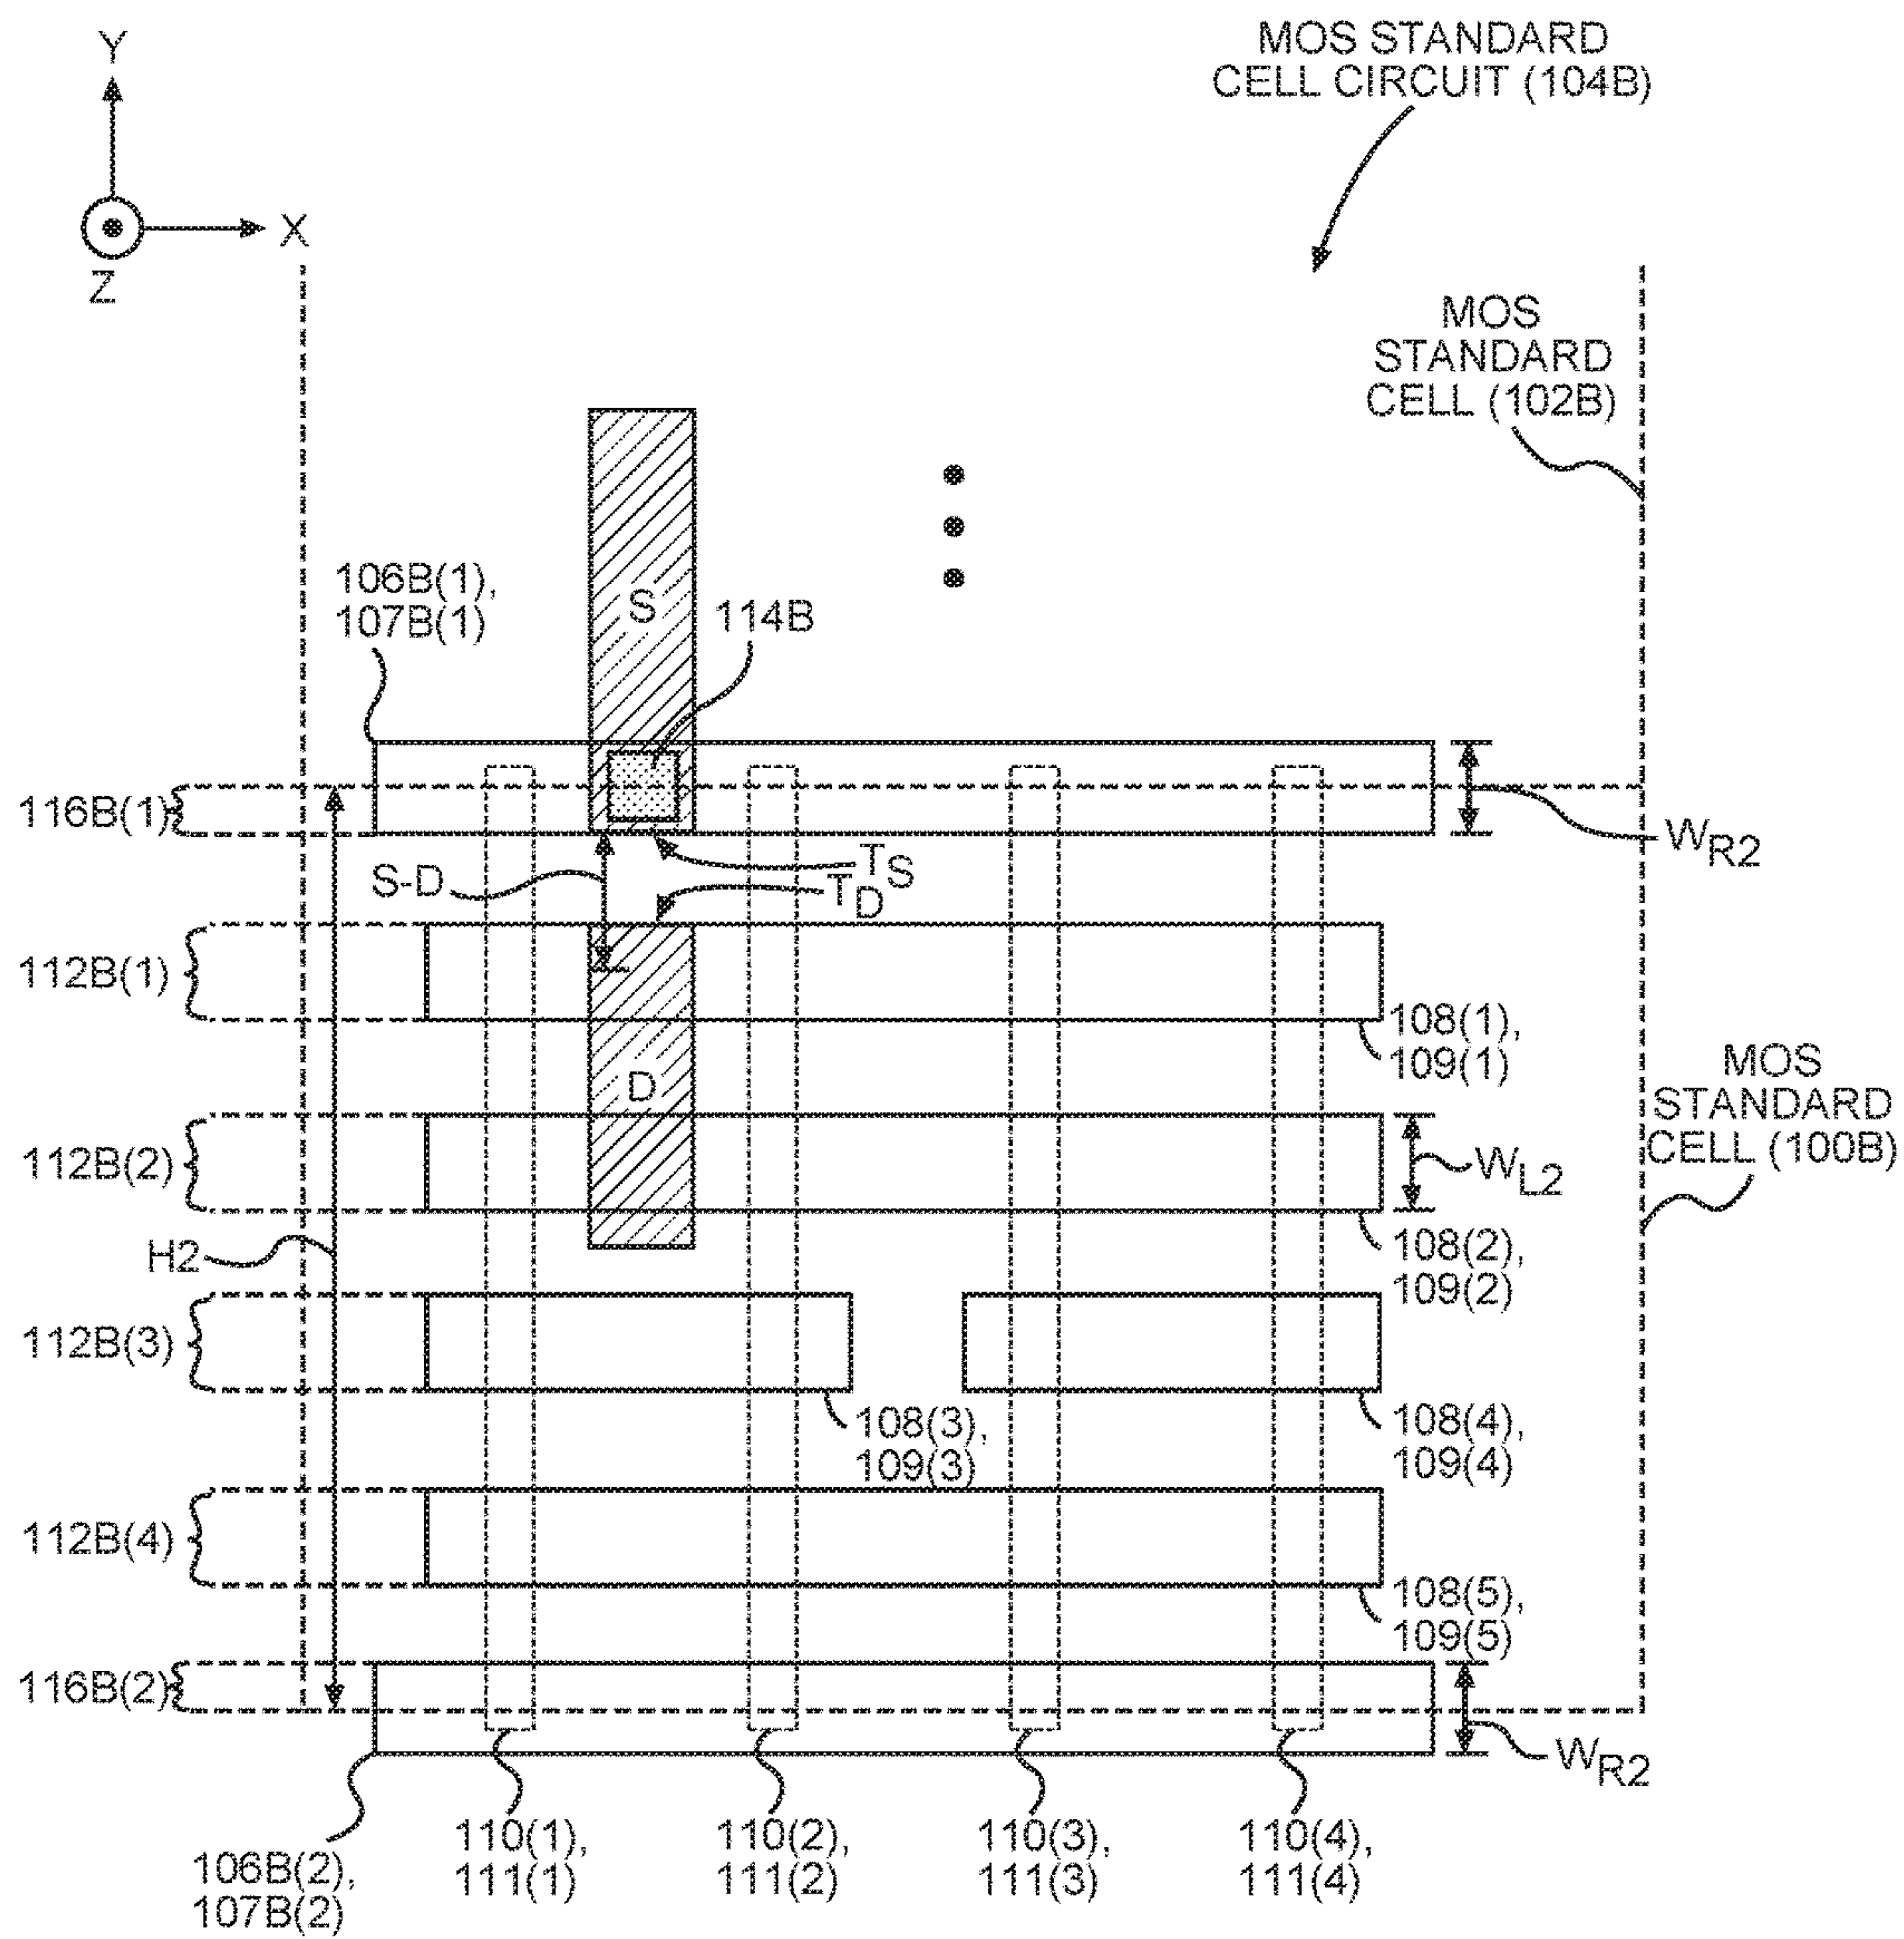 MOS STANDARD
CELL CIRCUIT (104B)
Y
X
Z
MOS
STANDARD
CELL (102B)
106B(1),
107B(1)
S
114B
116B(1)
WR2
S-D
TS
TD
112B(1)
108(1),
109(1)
MOS
STANDARD
CELL (100B)
D
112B(2)
WL2
H2
108(2),
109(2)
112B(3)
108(3),
109(3)
108(4),
109(4)
112B(4)
108(5),
109(5)
116B(2)
WR2
106B(2),
107B(2)
110(1),
111(1)
110(2),
111(2)
110(3),
111(3)
110(4),
111(4)